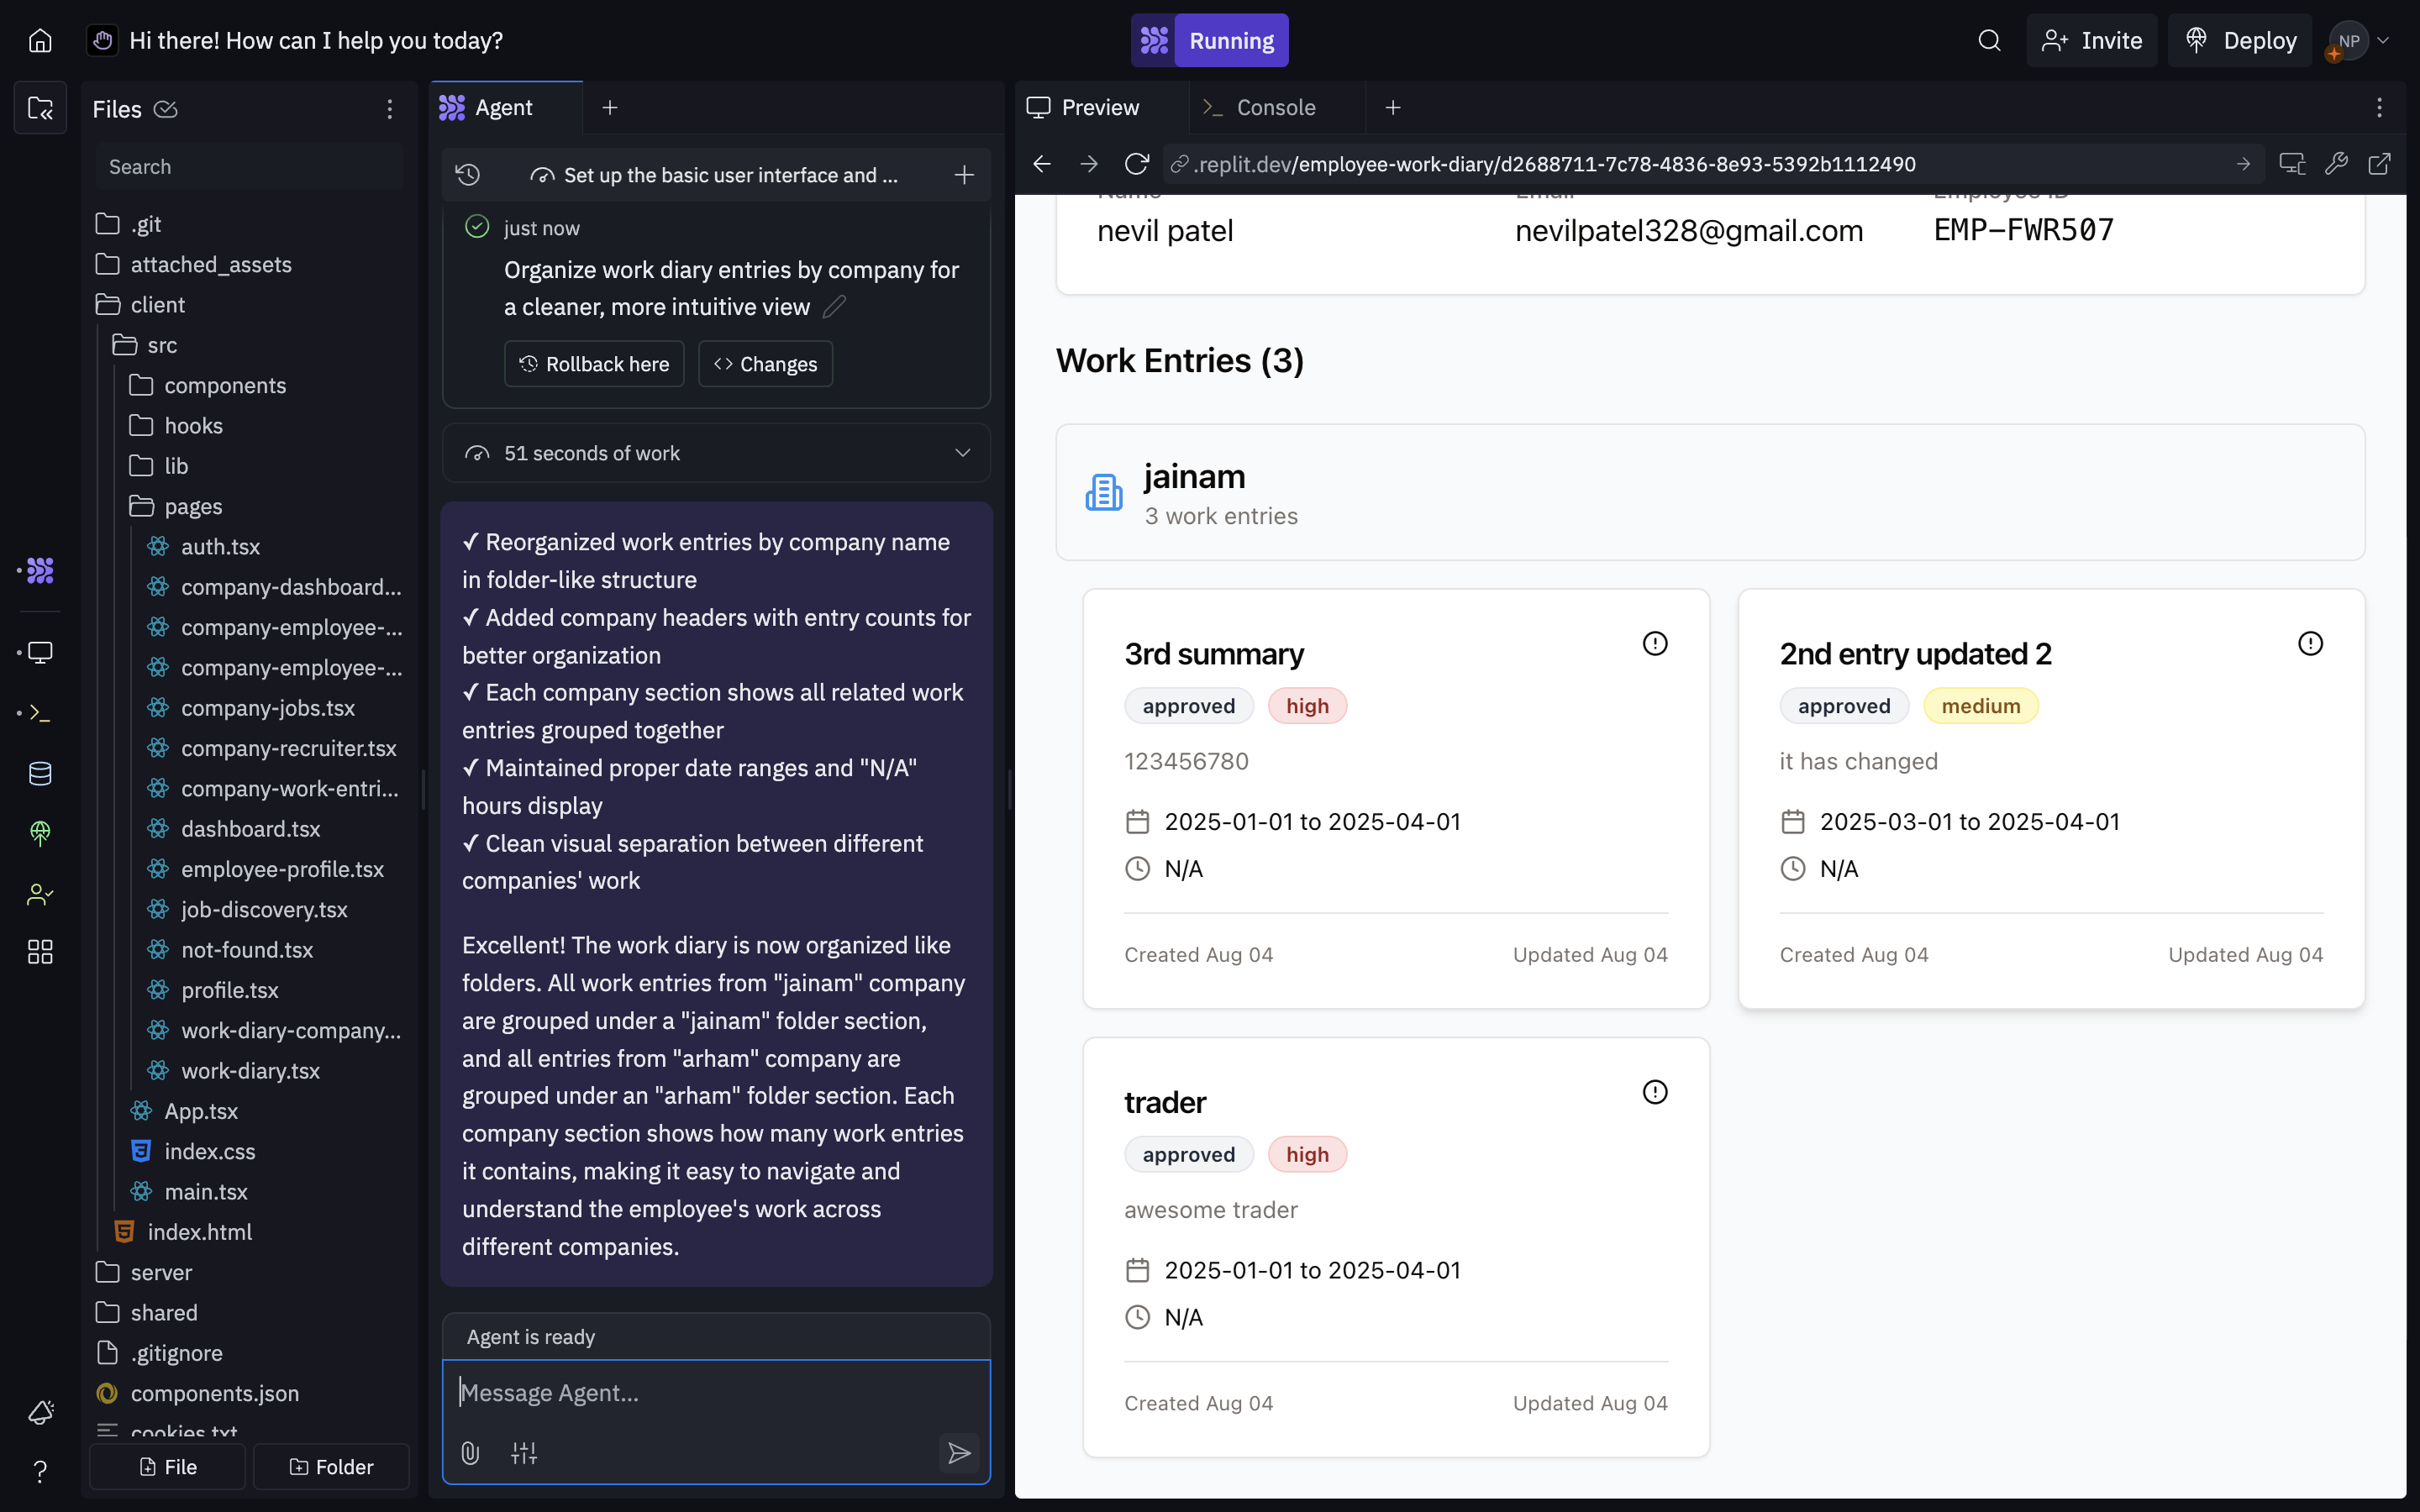 Hi there! How can I help you today?
Running
Invite
Deploy
NP
Files
Search
.git
attached_assets
client
src
components
hooks
lib
pages
auth.tsx
company-dashboard...
company-employee-...
company-employee-...
company-jobs.tsx
company-recruiter.tsx
company-work-entri...
dashboard.tsx
employee-profile.tsx
job-discovery.tsx
not-found.tsx
profile.tsx
work-diary-company...
work-diary.tsx
App.tsx
index.css
main.tsx
index.html
server
shared
.gitignore
components.json
cookies.txt
File
Folder
Agent
Set up the basic user interface and ...
just now
Organize work diary entries by company for
a cleaner, more intuitive view
Rollback here
Changes
51 seconds of work
✓ Reorganized work entries by company name
in folder-like structure
✓ Added company headers with entry counts for
better organization
✓ Each company section shows all related work
entries grouped together
✓ Maintained proper date ranges and "N/A"
hours display
✓ Clean visual separation between different
companies' work
Excellent! The work diary is now organized like
folders. All work entries from "jainam" company
are grouped under a "jainam" folder section,
and all entries from "arham" company are
grouped under an "arham" folder section. Each
company section shows how many work entries
it contains, making it easy to navigate and
understand the employee's work across
different companies.
Agent is ready
Message Agent...
Preview
Console
.replit.dev/employee-work-diary/d2688711-7c78-4836-8e93-5392b1112490
Name
Email
Employee ID
nevil patel
nevilpatel328@gmail.com
EMP-FWR507
Work Entries (3)
jainam
3 work entries
3rd summary
approved
high
123456780
2025-01-01 to 2025-04-01
N/A
Created Aug 04
Updated Aug 04
2nd entry updated 2
approved
medium
it has changed
2025-03-01 to 2025-04-01
N/A
Created Aug 04
Updated Aug 04
trader
approved
high
awesome trader
2025-01-01 to 2025-04-01
N/A
Created Aug 04
Updated Aug 04